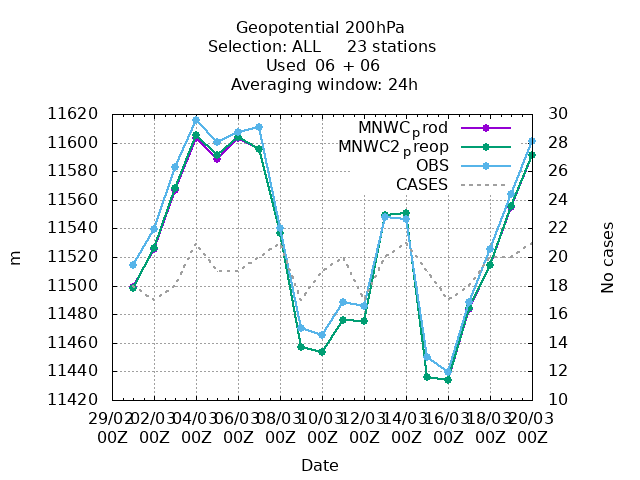 Geopotential 200hPa
Selection: ALL 23 stations
Used 06 + 06
Averaging window: 24h
11620 30
11600 28
11580 26
11560 24
11540 22
11520 20
11500 18
11480 16
11460 14
11440 12
11420 10
MNWCprod
MNWC2preop
OBS
CASES
m
No cases
29/02 02/03 04/03 06/03 08/03 10/03 12/03 14/03 16/03 18/03 20/03
00Z 00Z 00Z 00Z 00Z 00Z 00Z 00Z 00Z 00Z 00Z
Date